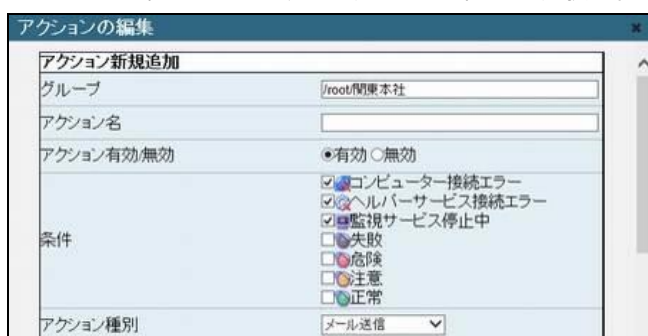 アクションの編集
アクション新規追加
グループ
/root/関東本社
アクション名
アクション有効/無効
有効 無効
条件
コンピューター接続エラー
ヘルパーサービス接続エラー
監視サービス停止中
失敗
危険
注意
正常
アクション種別
メール送信